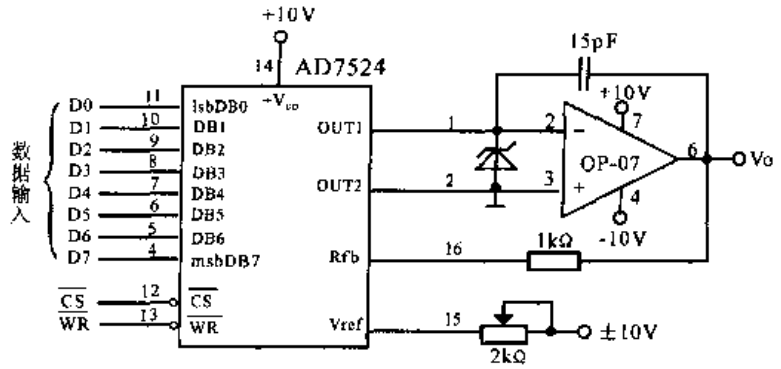 +10V
15pF
14
AD7524
D0
11
lsbDB0
+V
OUT1
1
2
+10V
7
D1
10
DB1
−
D2
9
DB2
OP-07
6
Vo
D3
8
DB3
OUT2
2
3
+
4
D4
7
DB4
D5
6
DB5
-10V
D6
5
DB6
1kΩ
D7
4
msbDB7
Rfb
16
数据输入
CS
12
CS
WR
13
WR
Vref
15
2kΩ
±10V